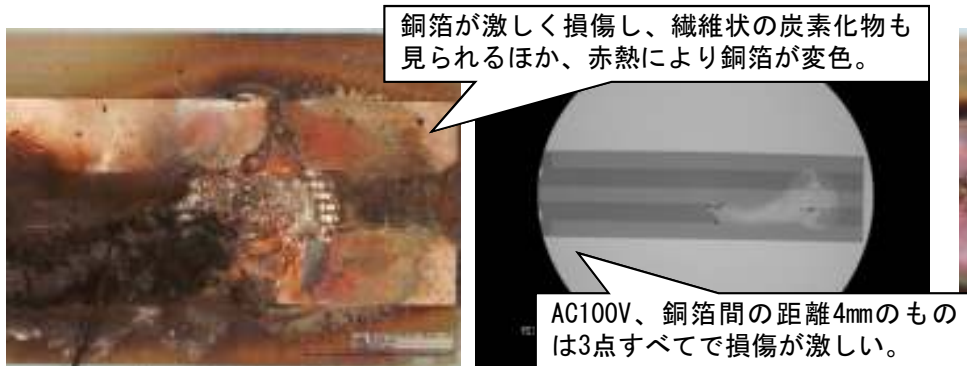 銅箔が激しく損傷し、繊維状の炭素化物も
見られるほか、赤熱により銅箔が変色。
AC100V、銅箔間の距離4㎜のもの
は3点すべてで損傷が激しい。